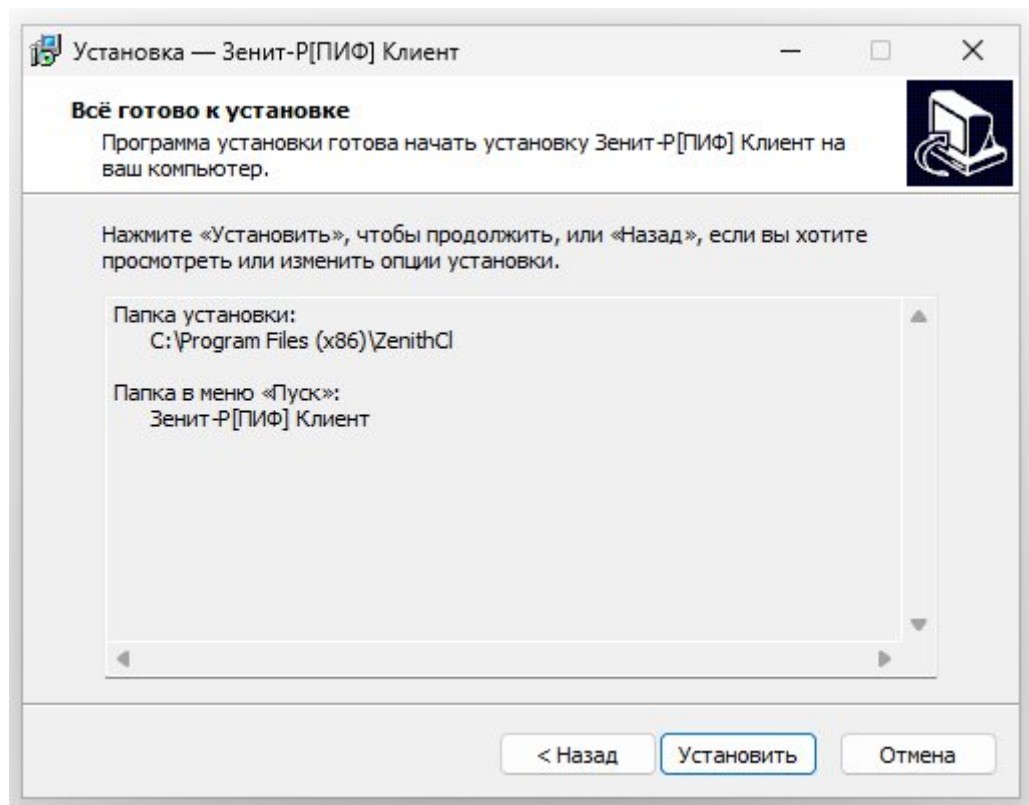 Установка — Зенит-Р[ПИФ] Клиент
Всё готово к установке
Программа установки готова начать установку Зенит-Р[ПИФ] Клиент на
ваш компьютер.
Нажмите «Установить», чтобы продолжить, или «Назад», если вы хотите
просмотреть или изменить опции установки.
Папка установки:
C:\Program Files (x86)\ZenithCl
Папка в меню «Пуск»:
Зенит-Р[ПИФ] Клиент
< Назад Установить Отмена